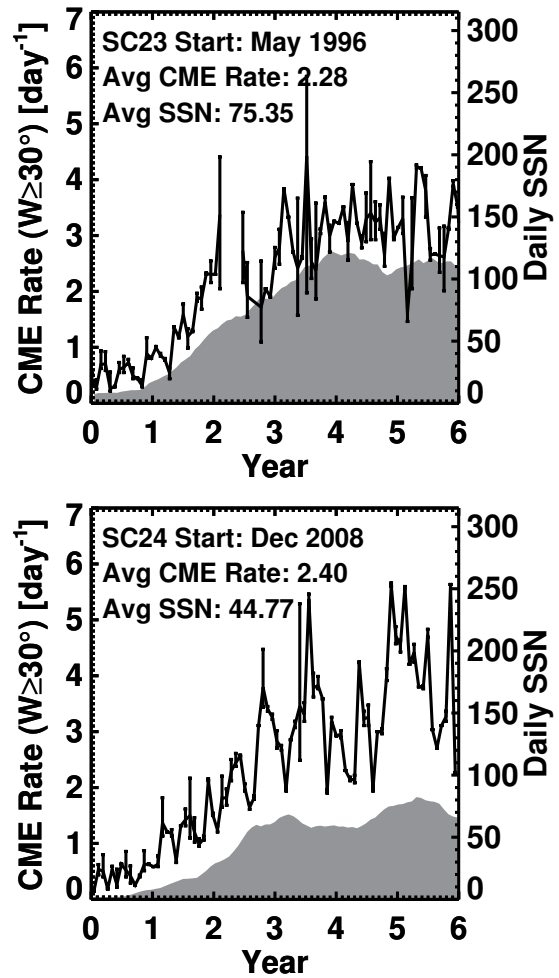 7
6
5
4
3
2
1
0
CME Rate (W≥30°) [day⁻¹]
SC23 Start: May 1996
Avg CME Rate: 2.28
Avg SSN: 75.35
300
250
200
150
100
50
0
Daily SSN
0 1 2 3 4 5 6
Year
7
6
5
4
3
2
1
0
CME Rate (W≥30°) [day⁻¹]
SC24 Start: Dec 2008
Avg CME Rate: 2.40
Avg SSN: 44.77
300
250
200
150
100
50
0
Daily SSN
0 1 2 3 4 5 6
Year